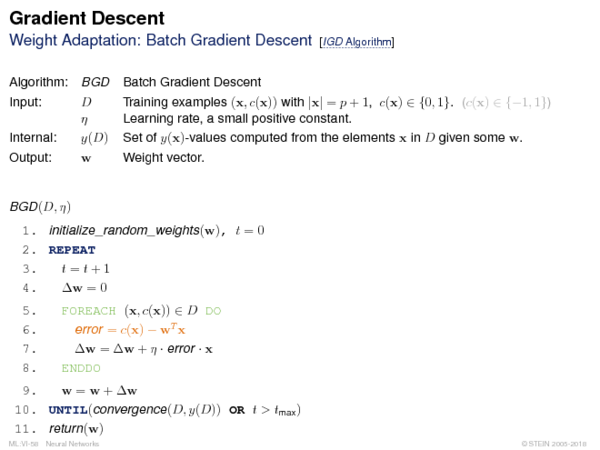 Gradient Descent
Weight Adaptation: Batch Gradient Descent [IGD Algorithm]
Algorithm: BGD Batch Gradient Descent
Input: D Training examples (x, c(x)) with |x| = p + 1, c(x) ∈ {0, 1}. (c(x) ∈ {−1, 1})
η Learning rate, a small positive constant.
Internal: y(D) Set of y(x)-values computed from the elements x in D given some w.
Output: w Weight vector.
BGD(D, η)
1. initialize_random_weights(w), t = 0
2. REPEAT
3. t = t + 1
4. Δw = 0
5. FOREACH (x, c(x)) ∈ D DO
6. error = c(x) − wᵀx
7. Δw = Δw + η · error · x
8. ENDDO
9. w = w + Δw
10. UNTIL(convergence(D, y(D)) OR t > tmax)
11. return(w)
ML:VI-56 Neural Networks © STEIN 2005-2018